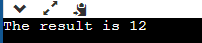 The result is 12